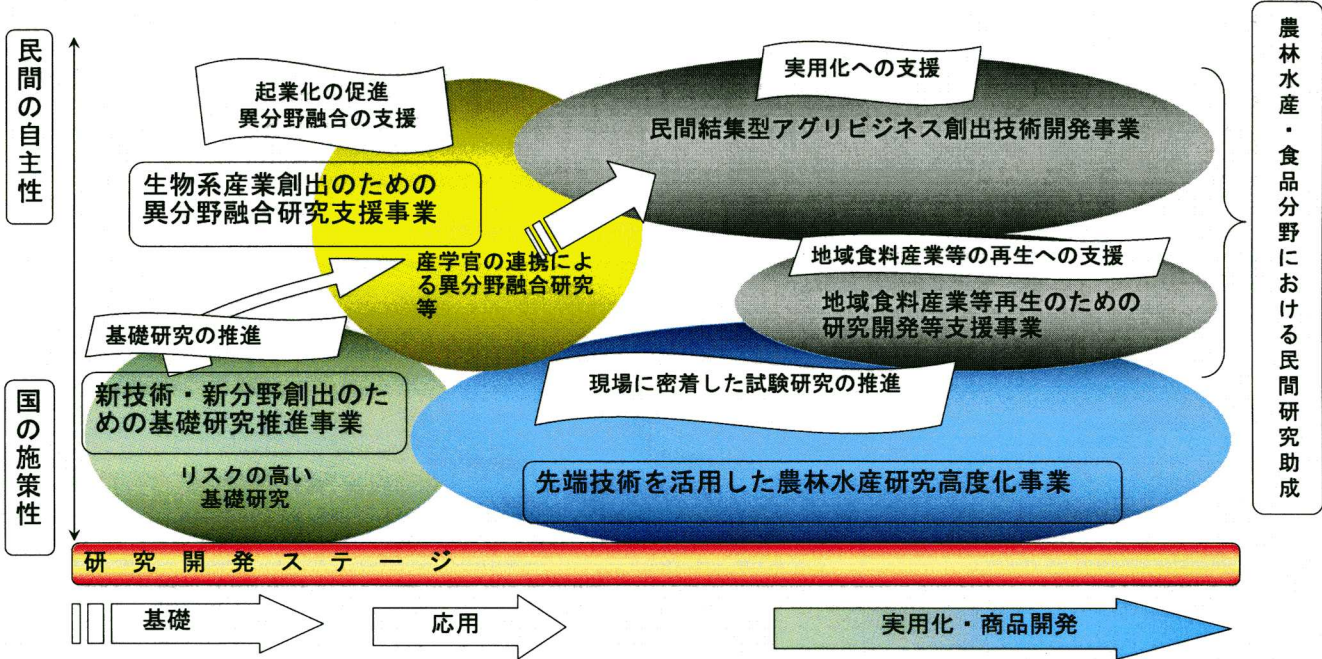 民間の自主性
国の施策性
起業化の促進
異分野融合の支援
生物系産業創出のための
異分野融合研究支援事業
産学官の連携によ
る異分野融合研究
等
実用化への支援
民間結集型アグリビジネス創出技術開発事業
地域食料産業等の再生への支援
地域食料産業等再生のための
研究開発等支援事業
基礎研究の推進
新技術・新分野創出のた
めの基礎研究推進事業
リスクの高い
基礎研究
現場に密着した試験研究の推進
先端技術を活用した農林水産研究高度化事業
農林水産・食品分野における民間研究助成
研究開発ステージ
基礎
応用
実用化・商品開発